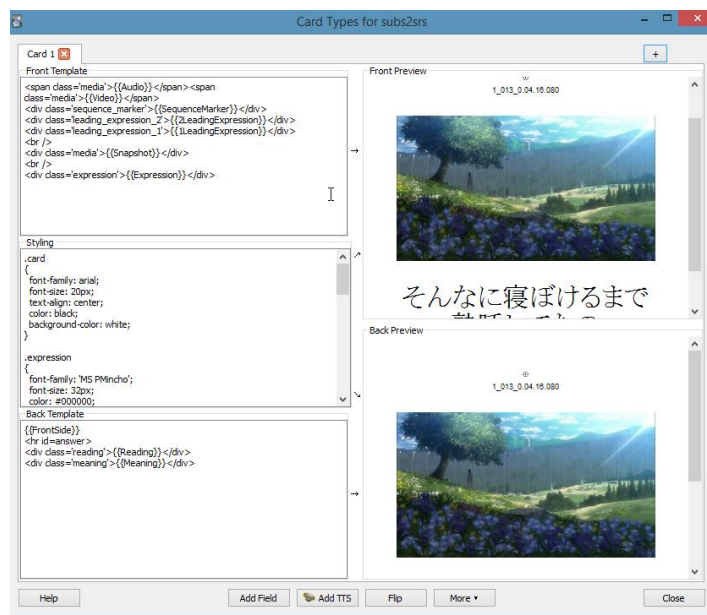 Card Types for subs2srs
Card 1
+
Front Template
<span class='media'>{{Audio}}</span><span
class='media'>{{Video}}</span>
<div class='sequence_marker'>{{SequenceMarker}}</div>
<div class='leading_expression_2'>{{2LeadingExpression}}</div>
<div class='leading_expression_1'>{{1LeadingExpression}}</div>
<br />
<div class='media'>{{Snapshot}}</div>
<br />
<div class='expression'>{{Expression}}</div>
Styling
.card
{
font-family: arial;
font-size: 20px;
text-align: center;
color: black;
background-color: white;
}
.expression
{
font-family: 'MS PMincho';
font-size: 32px;
color: #000000;
Back Template
{{FrontSide}}
<hr id=answer>
<div class='reading'>{{Reading}}</div>
<div class='meaning'>{{Meaning}}</div>
Front Preview
1_013_0.04.16.080
そんなに寝ぼけるまで
Back Preview
1_013_0.04.16.080
Help
Add Field
Add TTS
Flip
More
Close